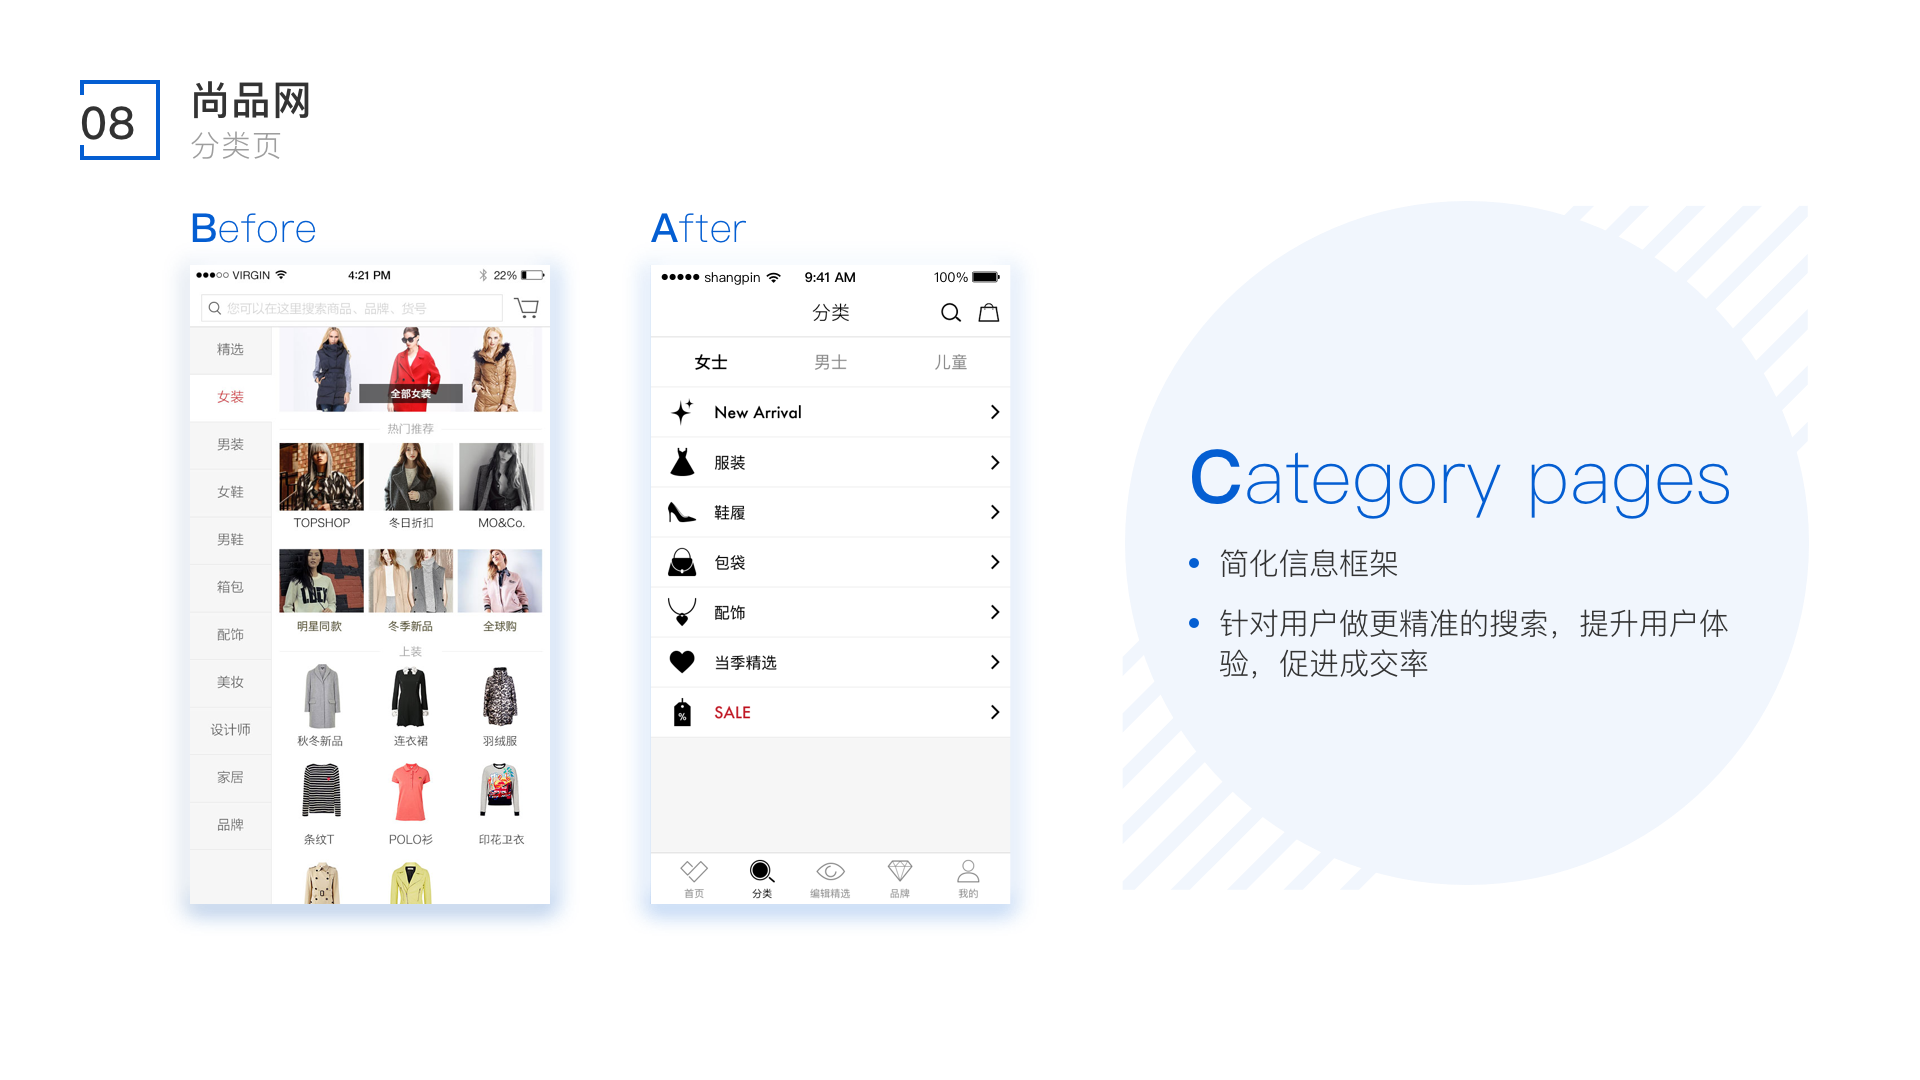 08
尚品网
分类页
Before
●●●○○ VIRGIN 4:21 PM 22%
您可以在这里搜索商品、品牌、货号
精选
女装
男装
女鞋
男鞋
箱包
配饰
美妆
设计师
家居
品牌
全部女装
热门推荐
TOPSHOP 冬日折扣 MO&Co.
明星同款 冬季新品 全球购
上装
秋冬新品 连衣裙 羽绒服
条纹T POLO衫 印花卫衣
After
●●●●● shangpin 9:41 AM 100%
分类
女士 男士 儿童
New Arrival
服装
鞋履
包袋
配饰
当季精选
%
SALE
首页 分类 编辑精选 品牌 我的
Category pages
• 简化信息框架
• 针对用户做更精准的搜索，提升用户体
验，促进成交率